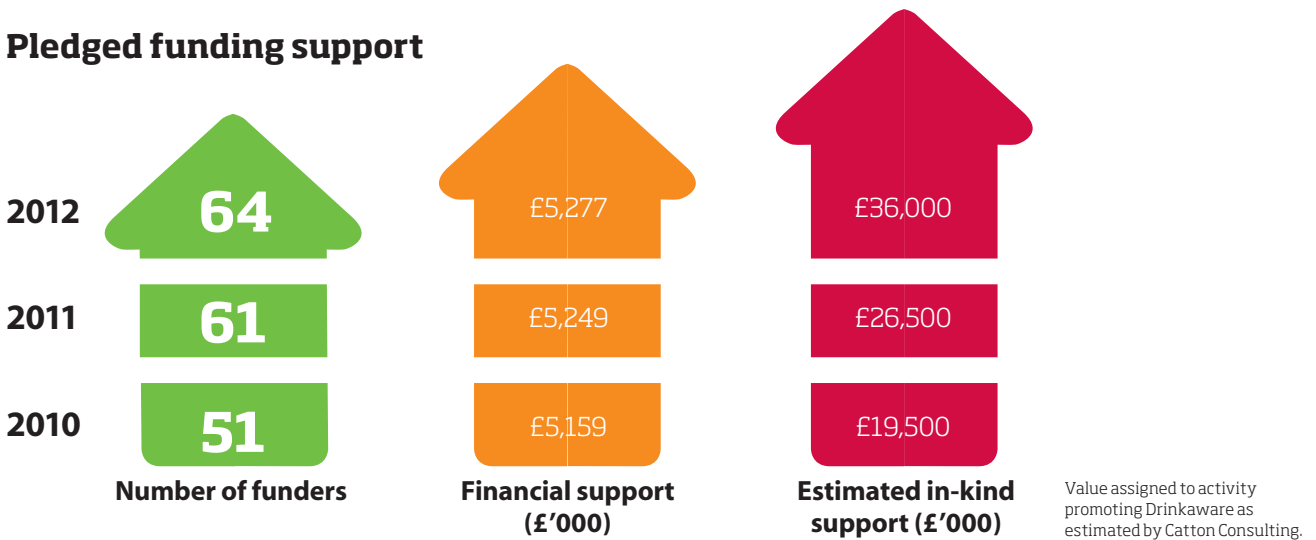 Pledged funding support
2012
64
£5,277
£36,000
2011
61
£5,249
£26,500
2010
51
£5,159
£19,500
Number of funders
Financial support
(£’000)
Estimated in-kind
support (£’000)
Value assigned to activity
promoting Drinkaware as
estimated by Catton Consulting.